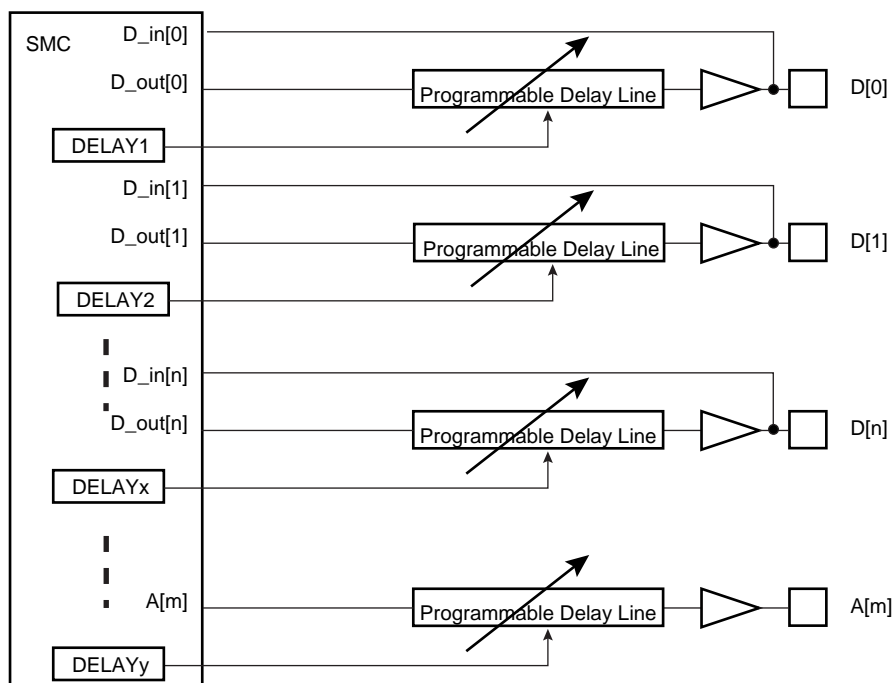 SMC
D_in[0]
D_out[0]
Programmable Delay Line
D[0]
DELAY1
D_in[1]
D_out[1]
Programmable Delay Line
D[1]
DELAY2
D_in[n]
D_out[n]
Programmable Delay Line
D[n]
DELAYx
A[m]
Programmable Delay Line
A[m]
DELAYy